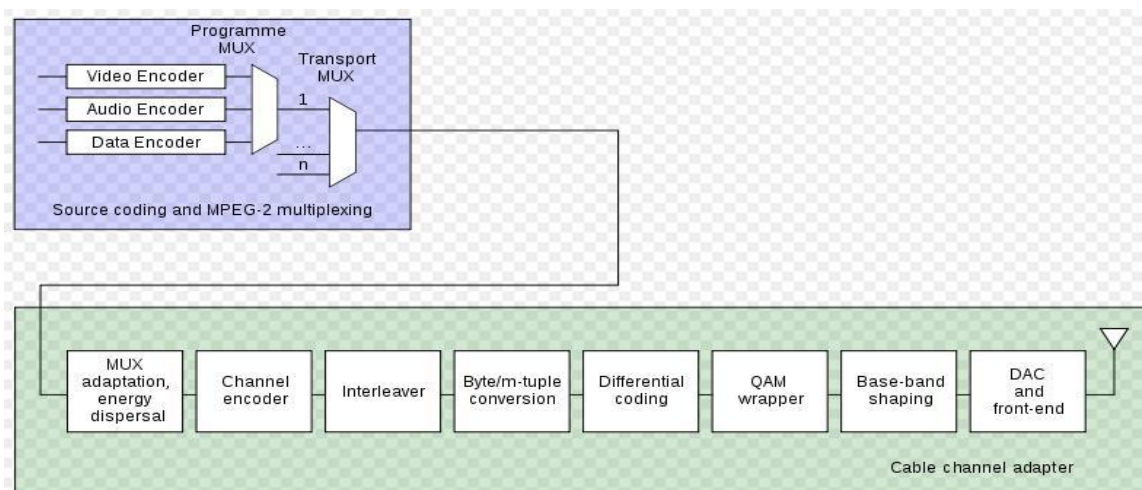 Programme
MUX
Transport
MUX
Video Encoder
1
Audio Encoder
Data Encoder
...
n
Source coding and MPEG-2 multiplexing
MUX
adaptation,
energy
dispersal
Channel
encoder
Interleaver
Byte/m-tuple
conversion
Differential
coding
QAM
wrapper
Base-band
shaping
DAC
and
front-end
Cable channel adapter